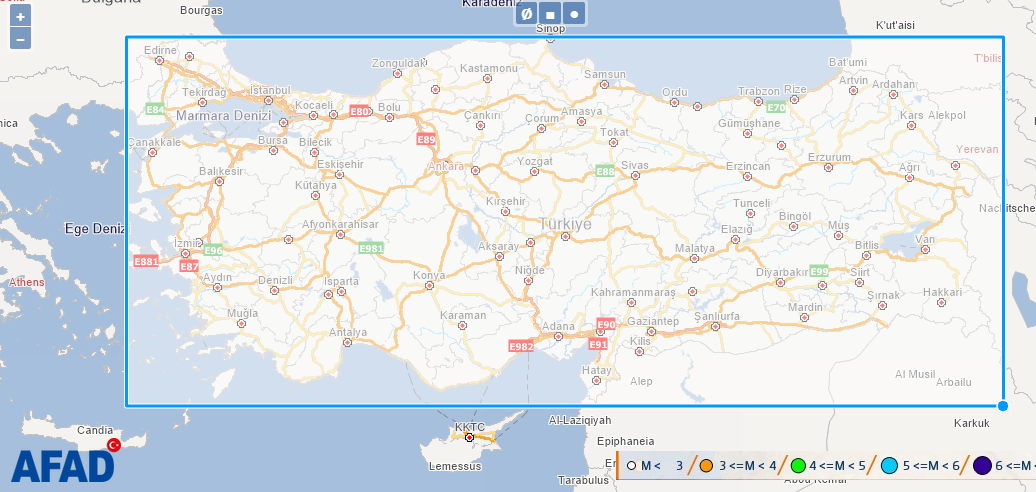 Bulgaria
Karadeniz
Bourgas
+
−
Ø
Sinop
K'ut'aisi
Edirne
Zonguldak
Kastamonu
Samsun
Bat'umi
T'bilis
Artvin
Ardahan
Tekirdağ
İstanbul
Kocaeli
E80
Bolu
Ordu
Trabzon
Rize
E70
E84
Marmara Denizi
Çankırı
Çorum
Amasya
Gümüşhane
Kars
Alekpol
Çanakkale
Bursa
Bilecik
E89
Tokat
Yerevan
Balıkesir
Eskişehir
Ankara
Yozgat
E88
Sivas
Erzincan
Erzurum
Ağrı
Kütahya
Kırşehir
Tunceli
Nachitsche
Ege Deniz
Afyonkarahisar
Türkiye
Bingöl
Muş
İzmir
E96
E981
Aksaray
Elazığ
Malatya
Bitlis
Van
E881
E87
Athens
Aydın
Denizli
Isparta
Konya
Niğde
Diyarbakır
E99
Siirt
Kahramanmaraş
Şırnak
Hakkari
Muğla
Karaman
Antalya
Adana
E90
Gaziantep
Şanlıurfa
Mardin
E982
E91
Kilis
Hatay
Alep
Al Musil
Arbailu
Candia
KKTC
Al-Laziqiyah
Karkuk
Lemessus
Epiphaneia
Tarabulus
AFAD
M < 3
3 <=M < 4
4 <=M < 5
5 <=M < 6
6 <=M <